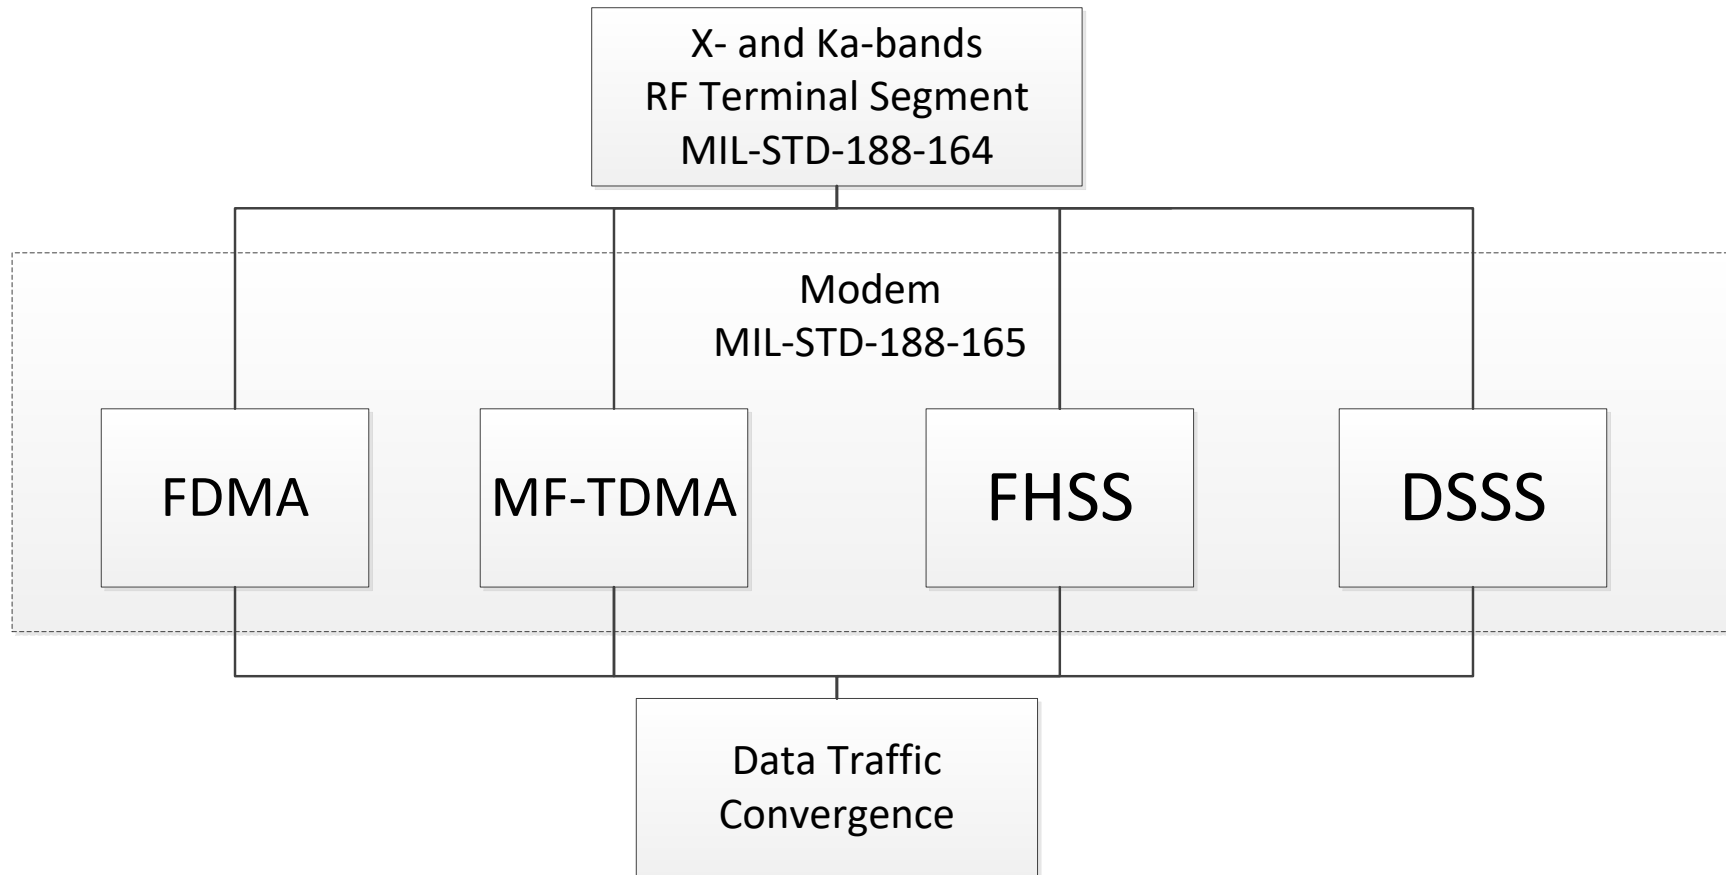 X- and Ka-bands
RF Terminal Segment
MIL-STD-188-164
Modem
MIL-STD-188-165
FDMA
MF-TDMA
FHSS
DSSS
Data Traffic
Convergence